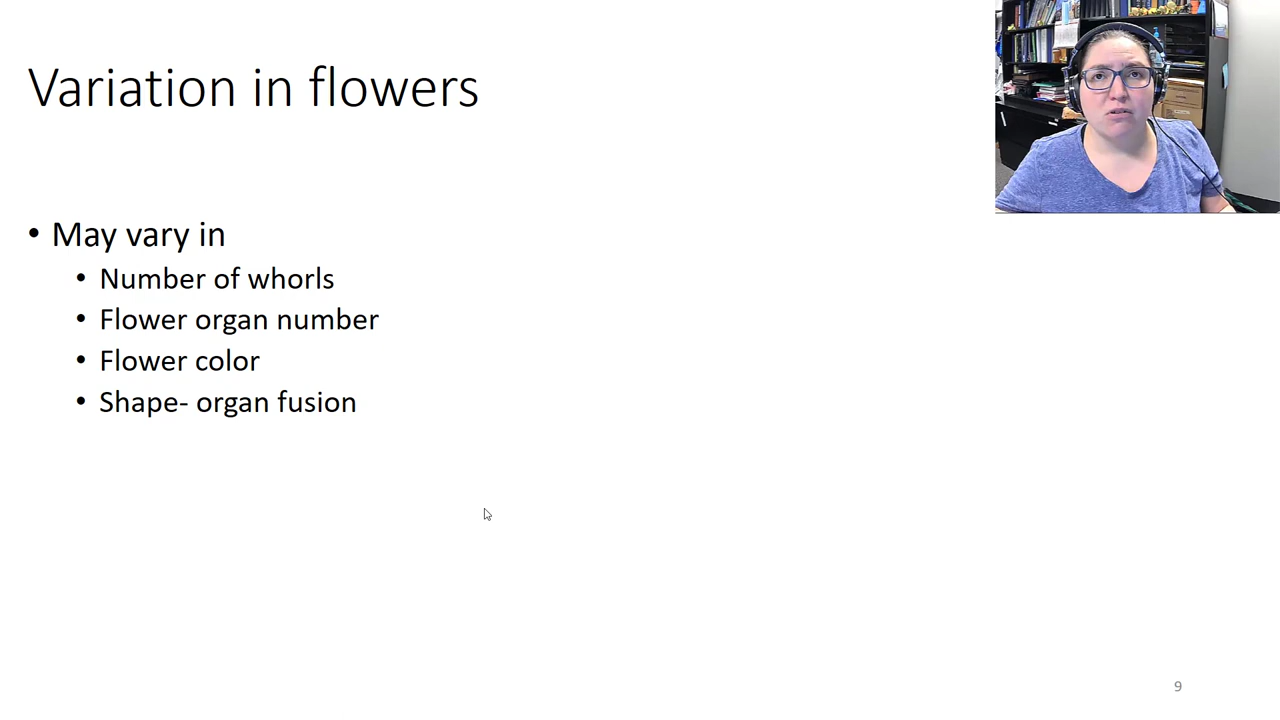 Variation in flowers
• May vary in
• Number of whorls
• Flower organ number
• Flower color
• Shape- organ fusion
9